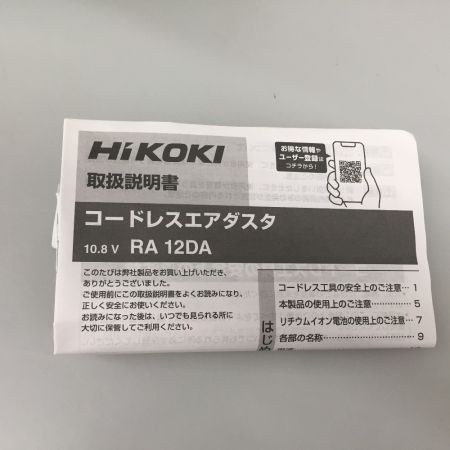 HiKOKI
取扱説明書
お得な情報や
ユーザー登録は
コチラから!
コードレスエアダスタ
10.8 V RA 12DA
このたびは弊社製品をお買い上げいただき、
ありがとうございました。
ご使用前にこの取扱説明書をよくお読みになり、
正しく安全にお使いください。
お読みになった後は、いつでも見られる所に
大切に保管してご利用ください。
はじめ
コードレス工具の安全上のご注意… 1
本製品の使用上のご注意………… 5
リチウムイオン電池の使用上のご注意… 7
各部の名称………………………… 9